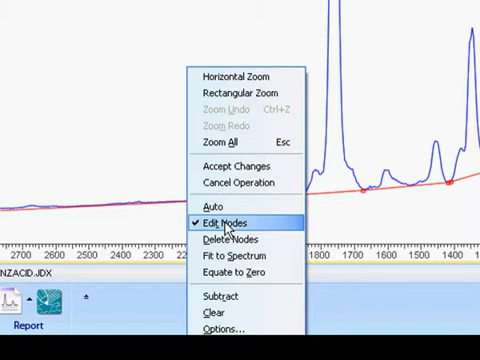 Horizontal Zoom
Rectangular Zoom
Zoom Undo Ctrl+Z
Zoom Redo
Zoom All Esc
Accept Changes
Cancel Operation
Auto
Edit Nodes
Delete Nodes
Fit to Spectrum
Equate to Zero
Subtract
Clear
Options...
2700 2600 2500 2400 2300 2200 1800 1700 1600 1500 1400
NZACID.JDX
Report